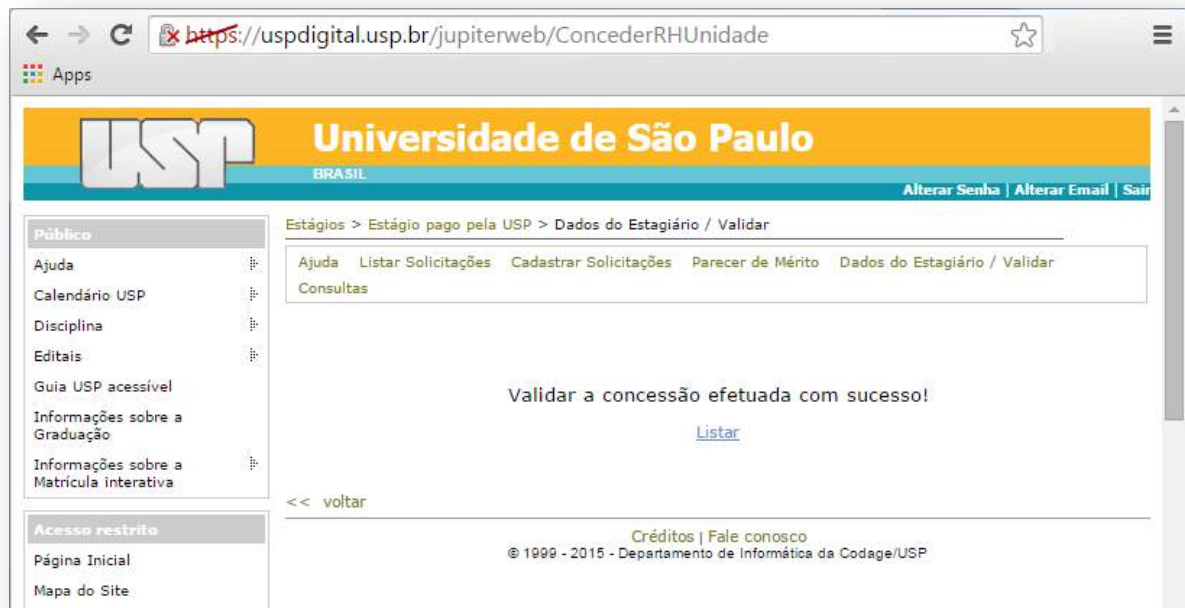 https://uspdigital.usp.br/jupiterweb/ConcederRHUnidade
Apps
USP
Universidade de São Paulo
BRASIL
Alterar Senha | Alterar Email | Sair
Público
Ajuda
Calendário USP
Disciplina
Editais
Guia USP acessível
Informações sobre a
Graduação
Informações sobre a
Matrícula interativa
Acesso restrito
Página Inicial
Mapa do Site
Estágios > Estágio pago pela USP > Dados do Estagiário / Validar
Ajuda Listar Solicitações Cadastrar Solicitações Parecer de Mérito Dados do Estagiário / Validar
Consultas
Validar a concessão efetuada com sucesso!
Listar
<< voltar
Créditos | Fale conosco
© 1999 - 2015 - Departamento de Informática da Codage/USP